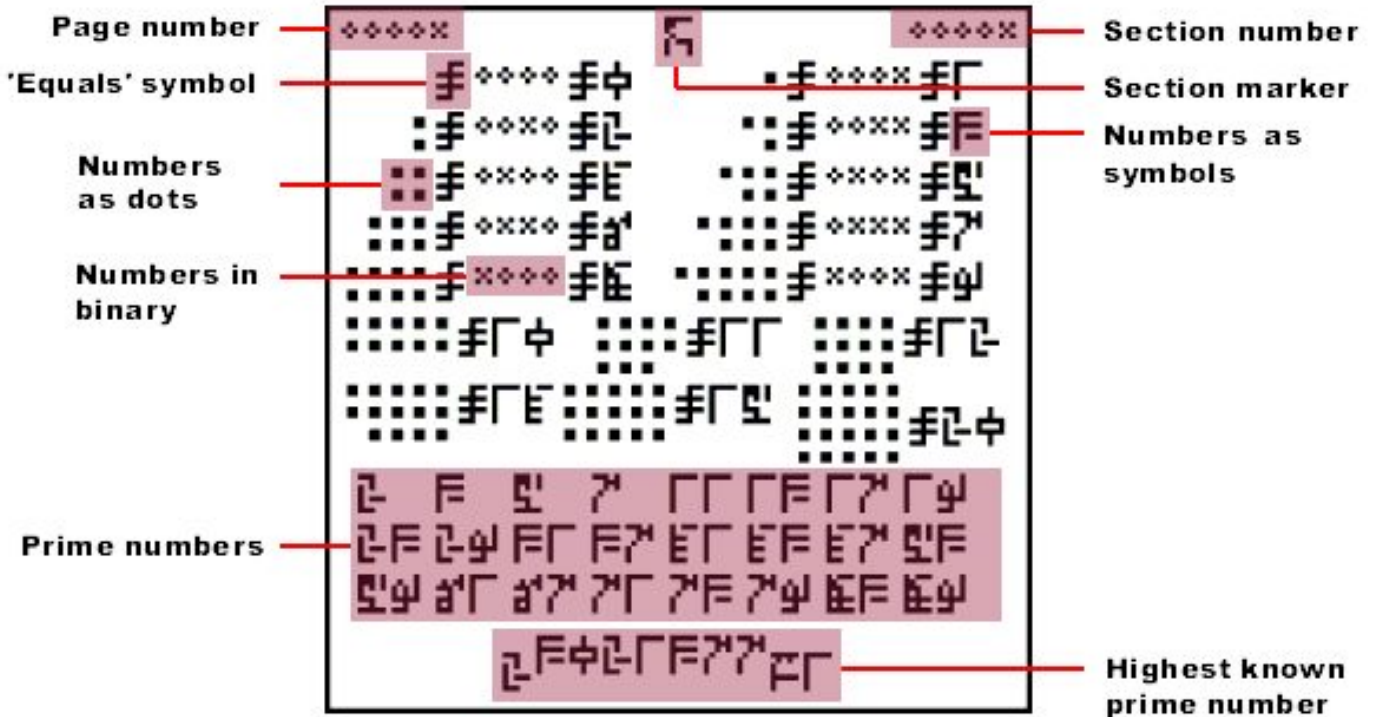 Page number
Section number
'Equals' symbol
Section marker
Numbers as
symbols
Numbers
as dots
Numbers in
binary
Prime numbers
Highest known
prime number